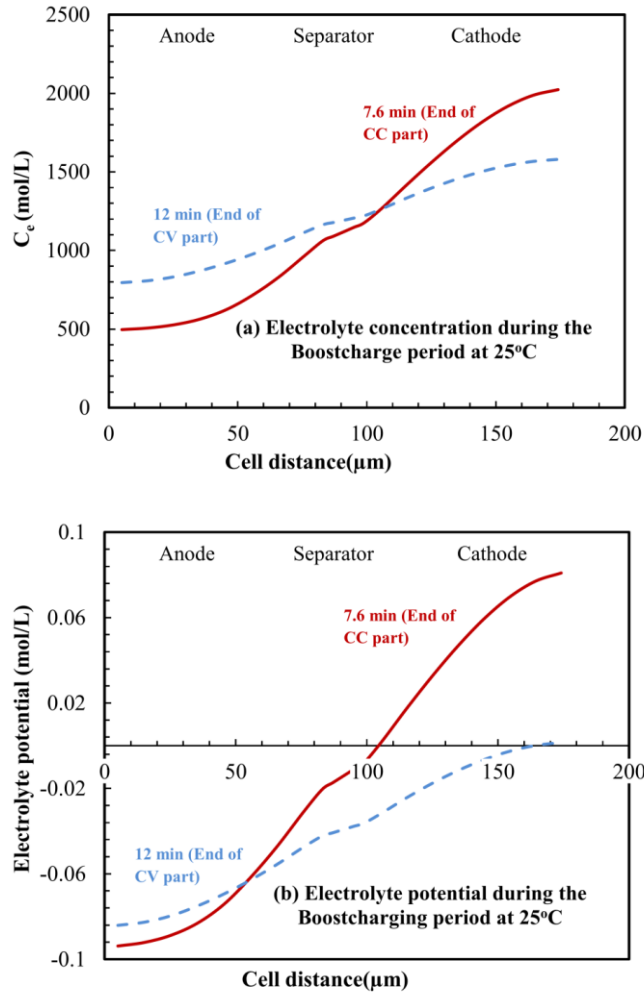 2500
Anode Separator Cathode
2000
7.6 min (End of
CC part)
1500
12 min (End of
CV part)
1000
500
(a) Electrolyte concentration during the
Boostcharge period at 25°C
0
0 50 100 150 200
Cell distance(µm)
Ce (mol/L)
0.1
Anode Separator Cathode
0.06
7.6 min (End of
CC part)
0.02
0 50 100 150 200
-0.02
12 min (End of
CV part)
-0.06
(b) Electrolyte potential during the
Boostcharging period at 25°C
-0.1
Cell distance(µm)
Electrolyte potential (mol/L)